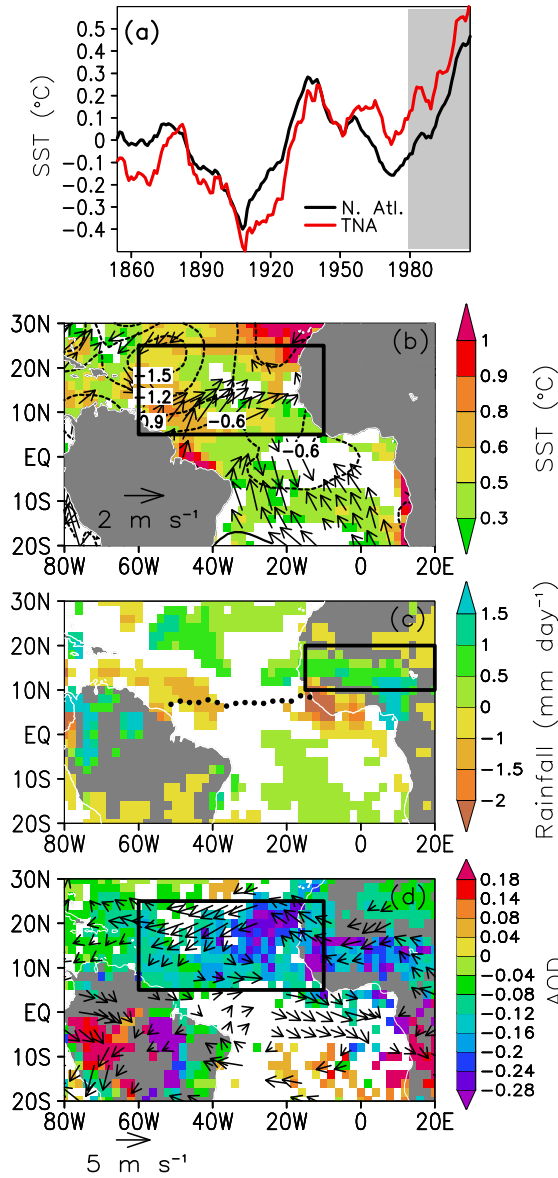 (a)
0.5
0.4
0.3
0.2
0.1
0
−0.1
−0.2
−0.3
−0.4
SST (°C)
N. Atl.
TNA
1860 1890 1920 1950 1980
(b)
30N
20N
10N
EQ
10S
20S
−1.5
−1.2
0.9
−0.6
−0.6
2 m s⁻¹
80W 60W 40W 20W 0 20E
1
0.9
0.8
0.6
0.5
0.3
SST (°C)
(c)
30N
20N
10N
EQ
10S
20S
80W 60W 40W 20W 0 20E
1.5
1
0.5
0
−1
−1.5
−2
Rainfall (mm day⁻¹)
(d)
30N
20N
10N
EQ
10S
20S
80W 60W 40W 20W 0 20E
5 m s⁻¹
0.18
0.14
0.08
0.04
0
−0.04
−0.08
−0.12
−0.16
−0.2
−0.24
−0.28
AOD